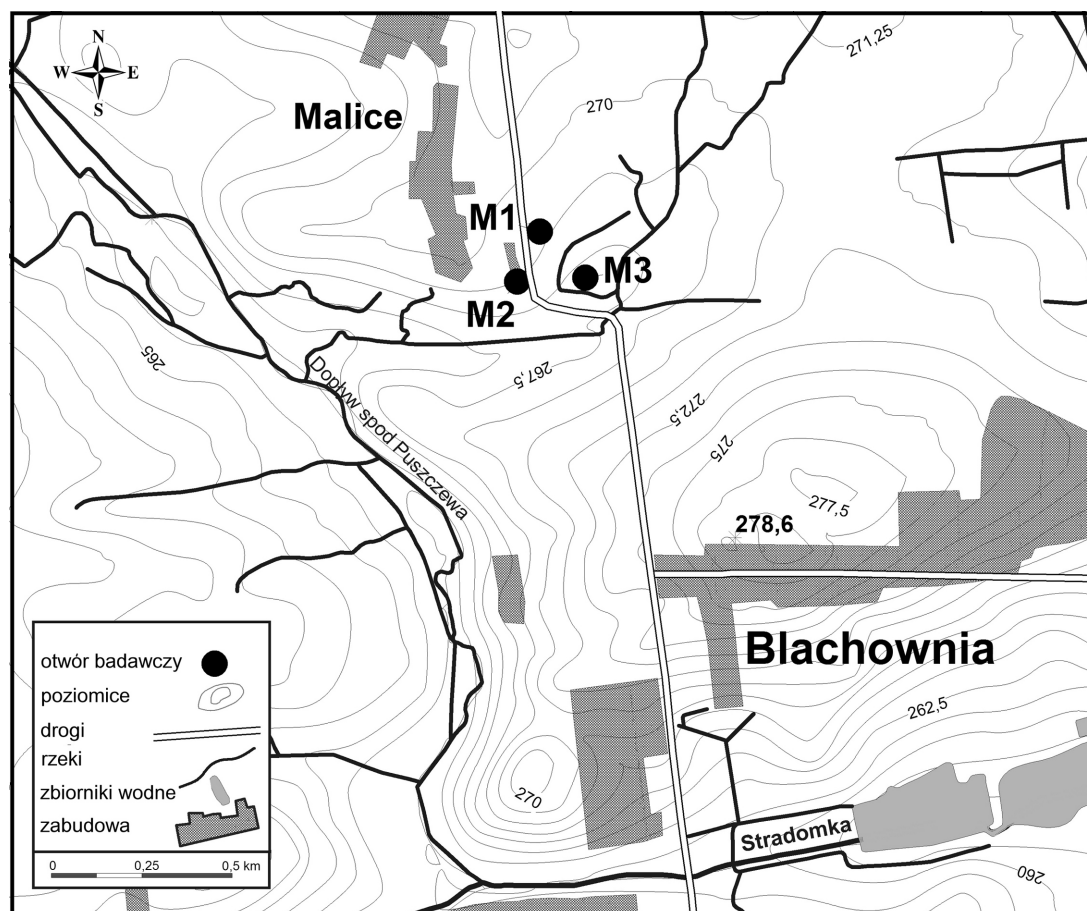 N
W E
S
271,25
270
Malice
M1
M3
M2
265
267,5
Dopływ spod Puszczewa
272,5
275
277,5
278,6
Blachownia
otwór badawczy
poziomice
drogi
rzeki
zbiorniki wodne
zabudowa
0 0,25 0,5 km
262,5
270
Stradomka
260